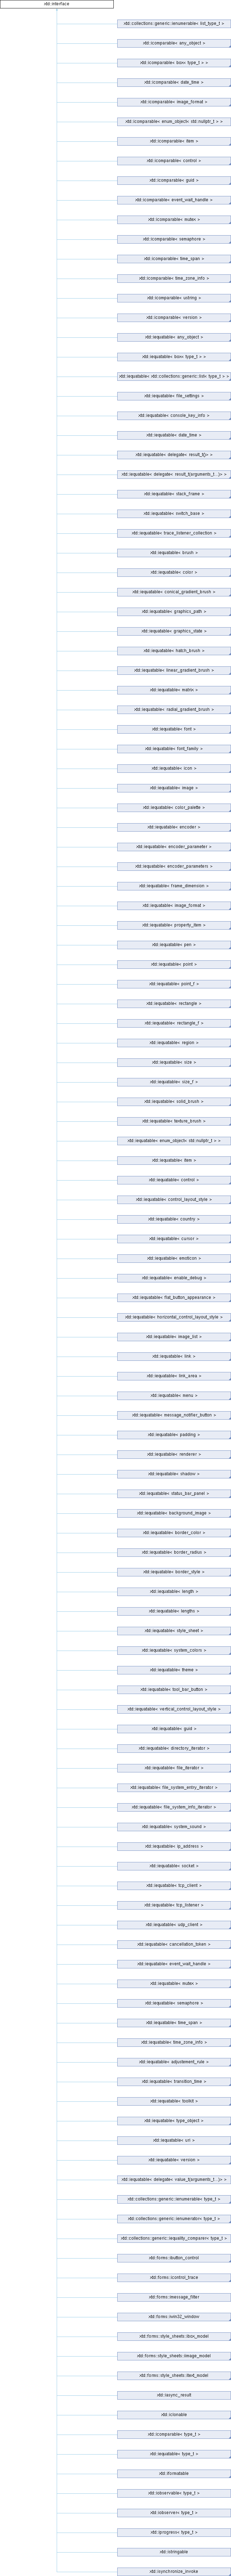 xtd::interface
xtd::collections::generic::ienumerable< list_type_t >
xtd::icomparable< any_object >
xtd::icomparable< box< type_t > >
xtd::icomparable< date_time >
xtd::icomparable< image_format >
xtd::icomparable< enum_object< std::nullptr_t > >
xtd::icomparable< item >
xtd::icomparable< control >
xtd::icomparable< guid >
xtd::icomparable< event_wait_handle >
xtd::icomparable< mutex >
xtd::icomparable< semaphore >
xtd::icomparable< time_span >
xtd::icomparable< time_zone_info >
xtd::icomparable< ustring >
xtd::icomparable< version >
xtd::iequatable< any_object >
xtd::iequatable< box< type_t > >
xtd::iequatable< xtd::collections::generic::list< type_t > >
xtd::iequatable< file_settings >
xtd::iequatable< console_key_info >
xtd::iequatable< date_time >
xtd::iequatable< delegate< result_t()> >
xtd::iequatable< delegate< result_t(arguments_t...)> >
xtd::iequatable< stack_frame >
xtd::iequatable< switch_base >
xtd::iequatable< trace_listener_collection >
xtd::iequatable< brush >
xtd::iequatable< color >
xtd::iequatable< conical_gradient_brush >
xtd::iequatable< graphics_path >
xtd::iequatable< graphics_state >
xtd::iequatable< hatch_brush >
xtd::iequatable< linear_gradient_brush >
xtd::iequatable< matrix >
xtd::iequatable< radial_gradient_brush >
xtd::iequatable< font >
xtd::iequatable< font_family >
xtd::iequatable< icon >
xtd::iequatable< image >
xtd::iequatable< color_palette >
xtd::iequatable< encoder >
xtd::iequatable< encoder_parameter >
xtd::iequatable< encoder_parameters >
xtd::iequatable< frame_dimension >
xtd::iequatable< image_format >
xtd::iequatable< property_item >
xtd::iequatable< pen >
xtd::iequatable< point >
xtd::iequatable< point_f >
xtd::iequatable< rectangle >
xtd::iequatable< rectangle_f >
xtd::iequatable< region >
xtd::iequatable< size >
xtd::iequatable< size_f >
xtd::iequatable< solid_brush >
xtd::iequatable< texture_brush >
xtd::iequatable< enum_object< std::nullptr_t > >
xtd::iequatable< item >
xtd::iequatable< control >
xtd::iequatable< control_layout_style >
xtd::iequatable< country >
xtd::iequatable< cursor >
xtd::iequatable< emoticon >
xtd::iequatable< enable_debug >
xtd::iequatable< flat_button_appearance >
xtd::iequatable< horizontal_control_layout_style >
xtd::iequatable< image_list >
xtd::iequatable< link >
xtd::iequatable< link_area >
xtd::iequatable< menu >
xtd::iequatable< message_notifier_button >
xtd::iequatable< padding >
xtd::iequatable< renderer >
xtd::iequatable< shadow >
xtd::iequatable< status_bar_panel >
xtd::iequatable< background_image >
xtd::iequatable< border_color >
xtd::iequatable< border_radius >
xtd::iequatable< border_style >
xtd::iequatable< length >
xtd::iequatable< lengthx >
xtd::iequatable< style_sheet >
xtd::iequatable< system_colors >
xtd::iequatable< theme >
xtd::iequatable< tool_bar_button >
xtd::iequatable< vertical_control_layout_style >
xtd::iequatable< guid >
xtd::iequatable< directory_iterator >
xtd::iequatable< file_iterator >
xtd::iequatable< file_system_entry_iterator >
xtd::iequatable< file_system_info_iterator >
xtd::iequatable< system_sound >
xtd::iequatable< ip_address >
xtd::iequatable< socket >
xtd::iequatable< tcp_client >
xtd::iequatable< tcp_listener >
xtd::iequatable< udp_client >
xtd::iequatable< cancellation_token >
xtd::iequatable< event_wait_handle >
xtd::iequatable< mutex >
xtd::iequatable< semaphore >
xtd::iequatable< time_span >
xtd::iequatable< time_zone_info >
xtd::iequatable< adjustement_rule >
xtd::iequatable< transition_time >
xtd::iequatable< toolkit >
xtd::iequatable< type_object >
xtd::iequatable< uri >
xtd::iequatable< version >
xtd::iequatable< delegate< value_t(arguments_t...)> >
xtd::collections::generic::ienumerable< type_t >
xtd::collections::generic::ienumerator< type_t >
xtd::collections::generic::iequality_comparer< type_t >
xtd::forms::ibutton_control
xtd::forms::icontrol_trace
xtd::forms::imessage_filter
xtd::forms::iwin32_window
xtd::forms::style_sheets::ibox_model
xtd::forms::style_sheets::image_model
xtd::forms::style_sheets::itext_model
xtd::iasync_result
xtd::iclonable
xtd::icomparable< type_t >
xtd::iequatable< type_t >
xtd::iformatable
xtd::iobservable< type_t >
xtd::iobserver< type_t >
xtd::iprogress< type_t >
xtd::istringable
xtd::isynchronize_invoke